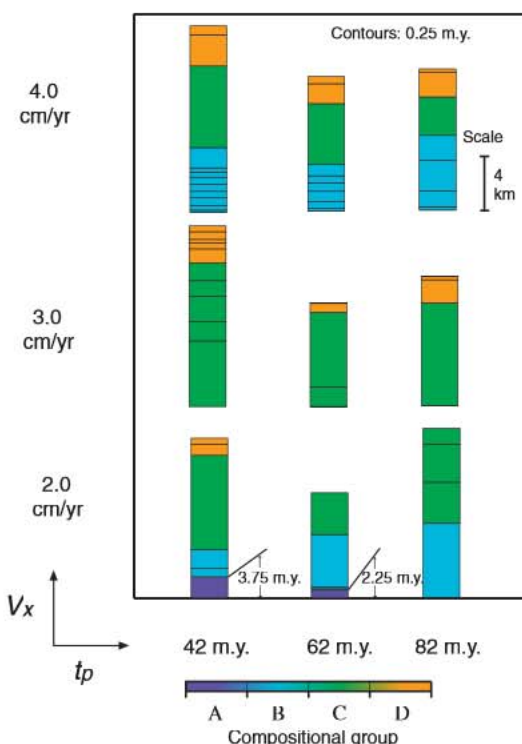 Contours: 0.25 m.y.
4.0
cm/yr
Scale
4
km
3.0
cm/yr
2.0
cm/yr
3.75 m.y.
2.25 m.y.
Vx
tp
42 m.y.
62 m.y.
82 m.y.
A
B
C
D
Compositional group